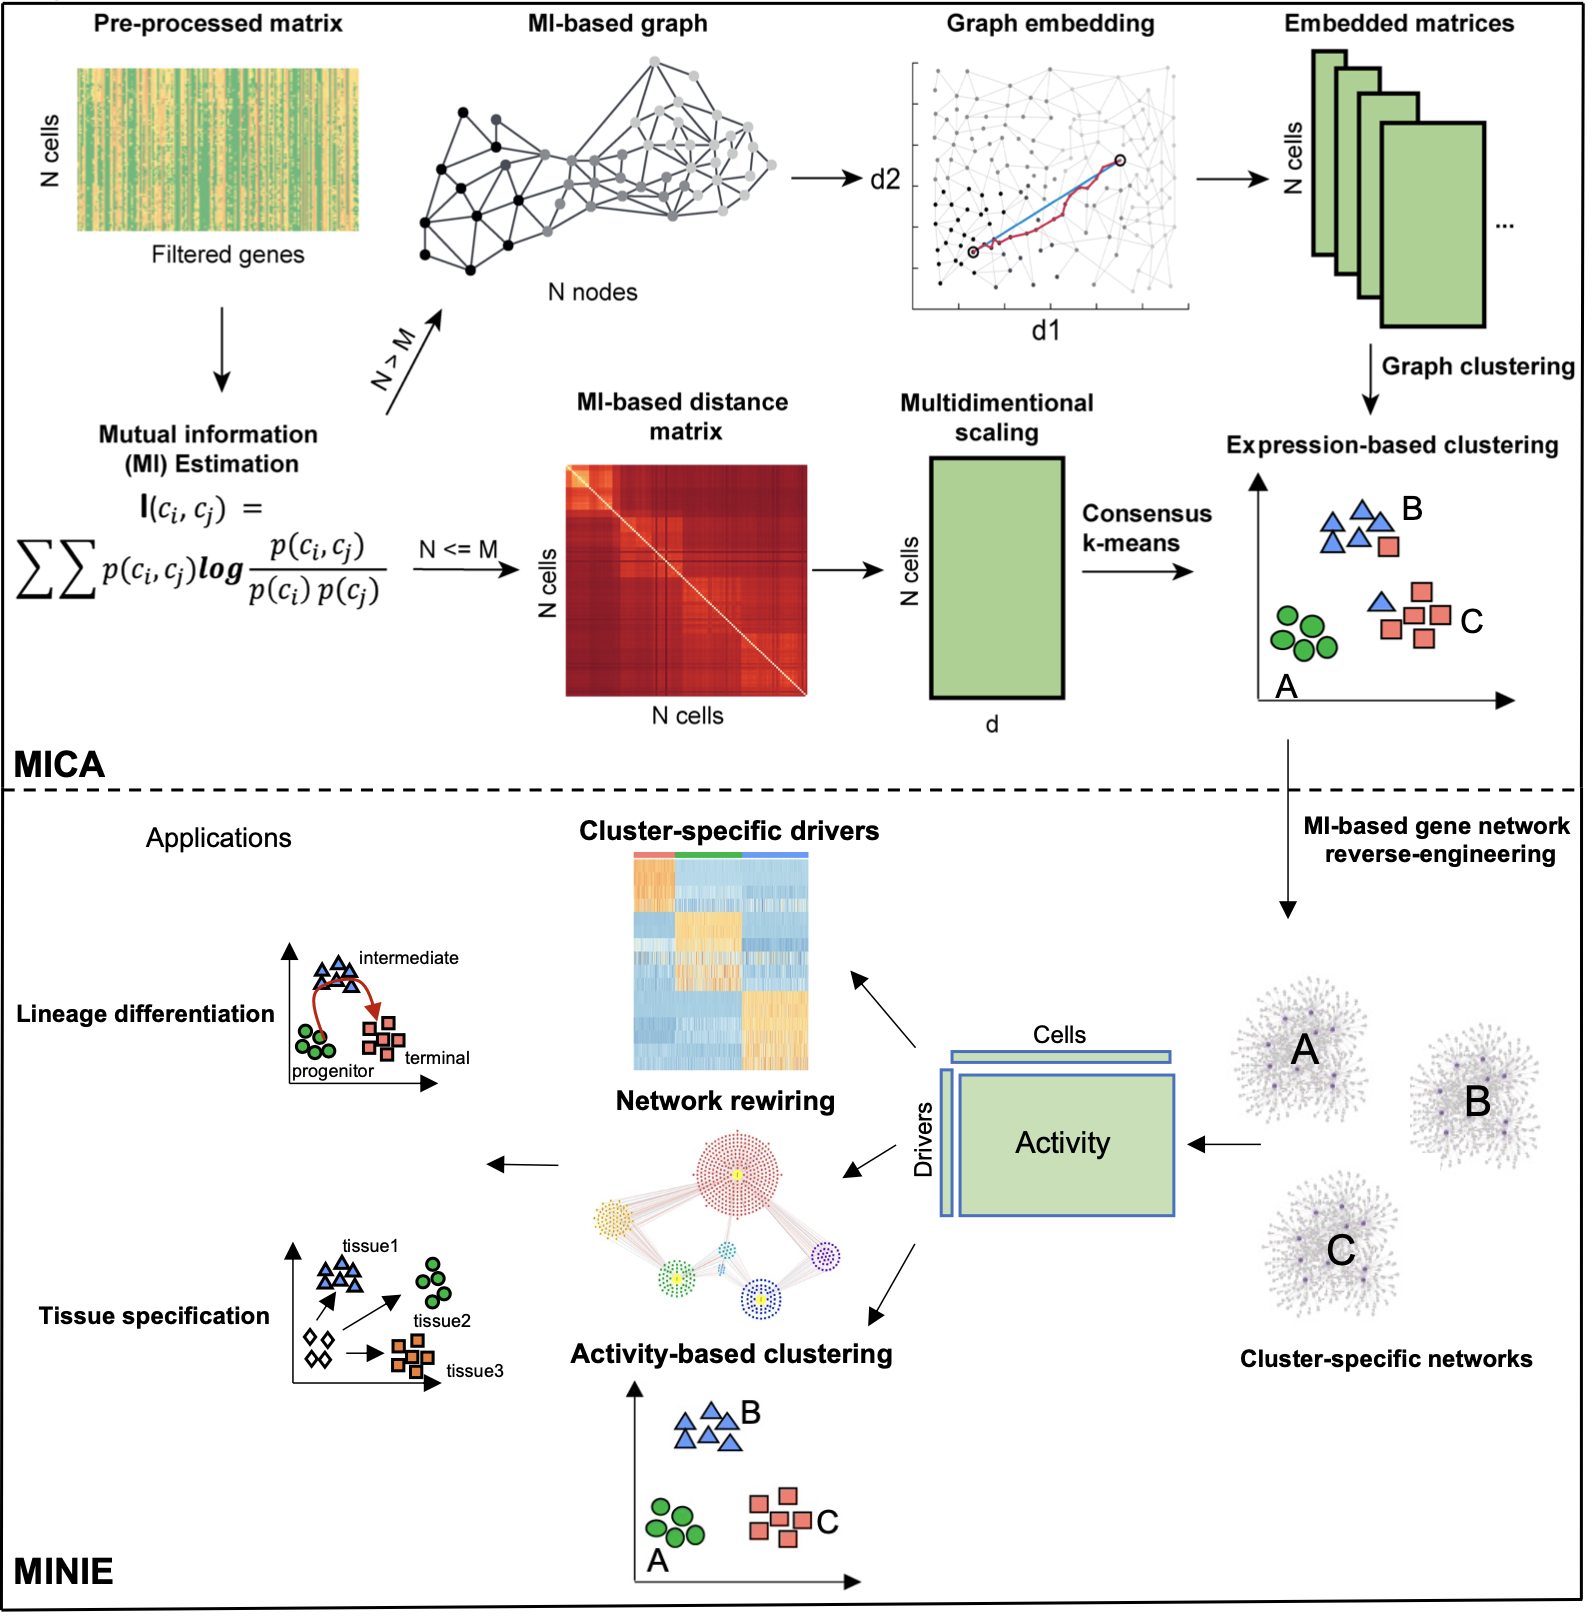 Pre-processed matrix
N cells
Filtered genes
MI-based graph
N nodes
Graph embedding
d2
d1
Embedded matrices
N cells
...
Graph clustering
N > M
Mutual information
(MI) Estimation
I(c_i, c_j) =
∑∑ p(c_i, c_j)log p(c_i, c_j) / p(c_i) p(c_j)
N <= M
MI-based distance
matrix
N cells
N cells
Multidimentional
scaling
N cells
d
Consensus
k-means
Expression-based clustering
B
C
A
MICA
MI-based gene network
reverse-engineering
Applications
Cluster-specific drivers
Lineage differentiation
intermediate
terminal
progenitor
Network rewiring
Cells
Drivers
Activity
A
B
C
Cluster-specific networks
Tissue specification
tissue1
tissue2
tissue3
Activity-based clustering
B
C
A
MINIE